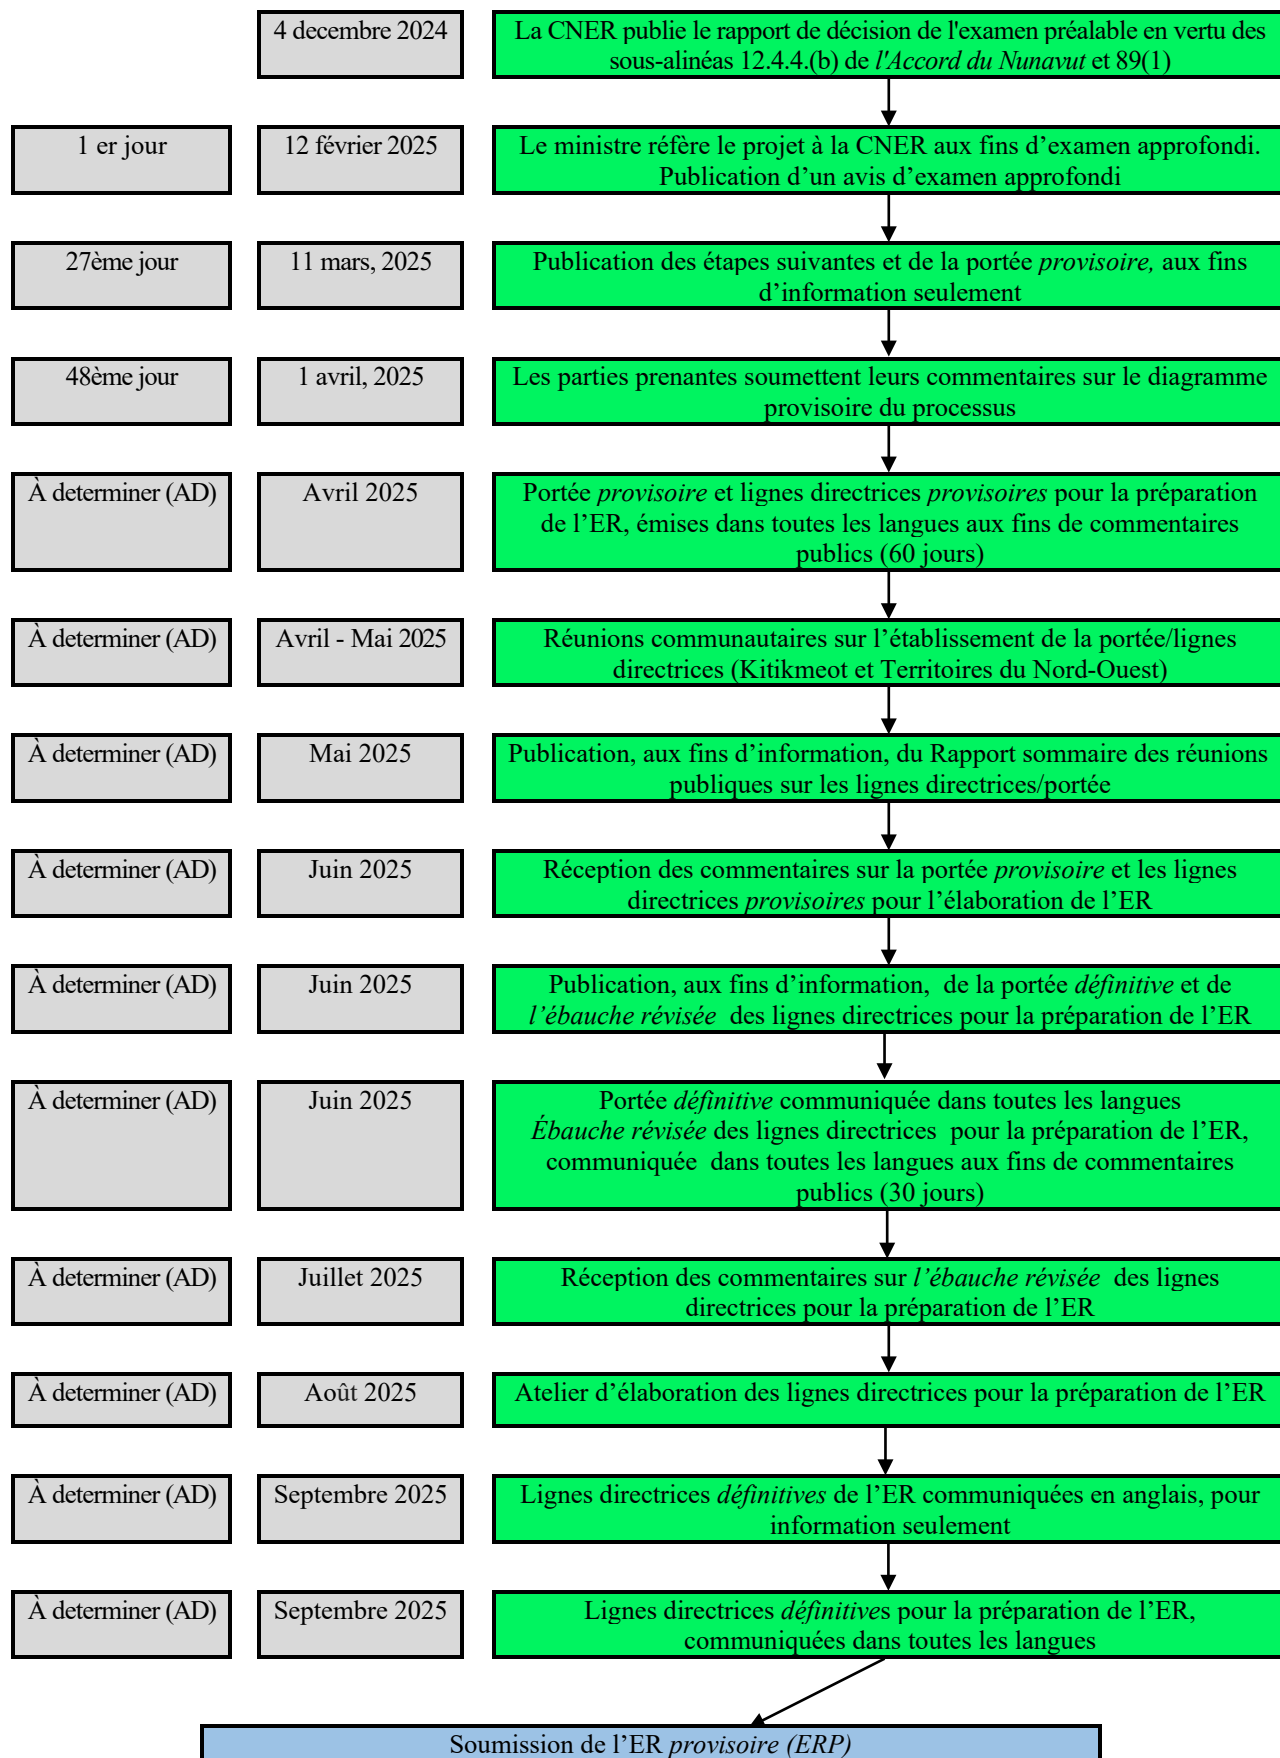 4 decembre 2024
La CNER publie le rapport de décision de l'examen préalable en vertu des
sous-alinéas 12.4.4.(b) de l'Accord du Nunavut et 89(1)
1 er jour
12 février 2025
Le ministre réfère le projet à la CNER aux fins d’examen approfondi.
Publication d’un avis d’examen approfondi
27ème jour
11 mars, 2025
Publication des étapes suivantes et de la portée provisoire, aux fins
d’information seulement
48ème jour
1 avril, 2025
Les parties prenantes soumettent leurs commentaires sur le diagramme
provisoire du processus
À determiner (AD)
Avril 2025
Portée provisoire et lignes directrices provisoires pour la préparation
de l’ER, émises dans toutes les langues aux fins de commentaires
publics (60 jours)
À determiner (AD)
Avril - Mai 2025
Réunions communautaires sur l’établissement de la portée/lignes
directrices (Kitikmeot et Territoires du Nord-Ouest)
À determiner (AD)
Mai 2025
Publication, aux fins d’information, du Rapport sommaire des réunions
publiques sur les lignes directrices/portée
À determiner (AD)
Juin 2025
Réception des commentaires sur la portée provisoire et les lignes
directrices provisoires pour l’élaboration de l’ER
À determiner (AD)
Juin 2025
Publication, aux fins d’information, de la portée définitive et de
l’ébauche révisée des lignes directrices pour la préparation de l’ER
À determiner (AD)
Juin 2025
Portée définitive communiquée dans toutes les langues
Ébauche révisée des lignes directrices pour la préparation de l’ER,
communiquée dans toutes les langues aux fins de commentaires
publics (30 jours)
À determiner (AD)
Juillet 2025
Réception des commentaires sur l’ébauche révisée des lignes
directrices pour la préparation de l’ER
À determiner (AD)
Août 2025
Atelier d’élaboration des lignes directrices pour la préparation de l’ER
À determiner (AD)
Septembre 2025
Lignes directrices définitives de l’ER communiquées en anglais, pour
information seulement
À determiner (AD)
Septembre 2025
Lignes directrices définitives pour la préparation de l’ER,
communiquées dans toutes les langues
Soumission de l’ER provisoire (ERP)